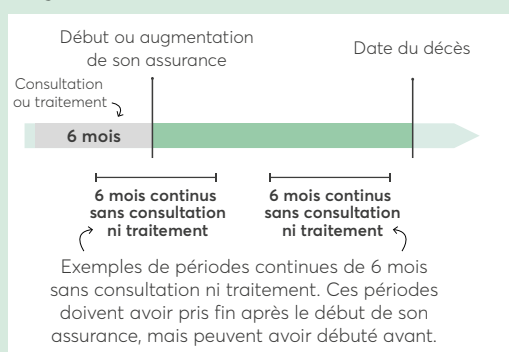 Début ou augmentation
de son assurance
Date du décès
Consultation
ou traitement
6 mois
6 mois continus
sans consultation
ni traitement
6 mois continus
sans consultation
ni traitement
Exemples de périodes continues de 6 mois
sans consultation ni traitement. Ces périodes
doivent avoir pris fin après le début de son
assurance, mais peuvent avoir débuté avant.